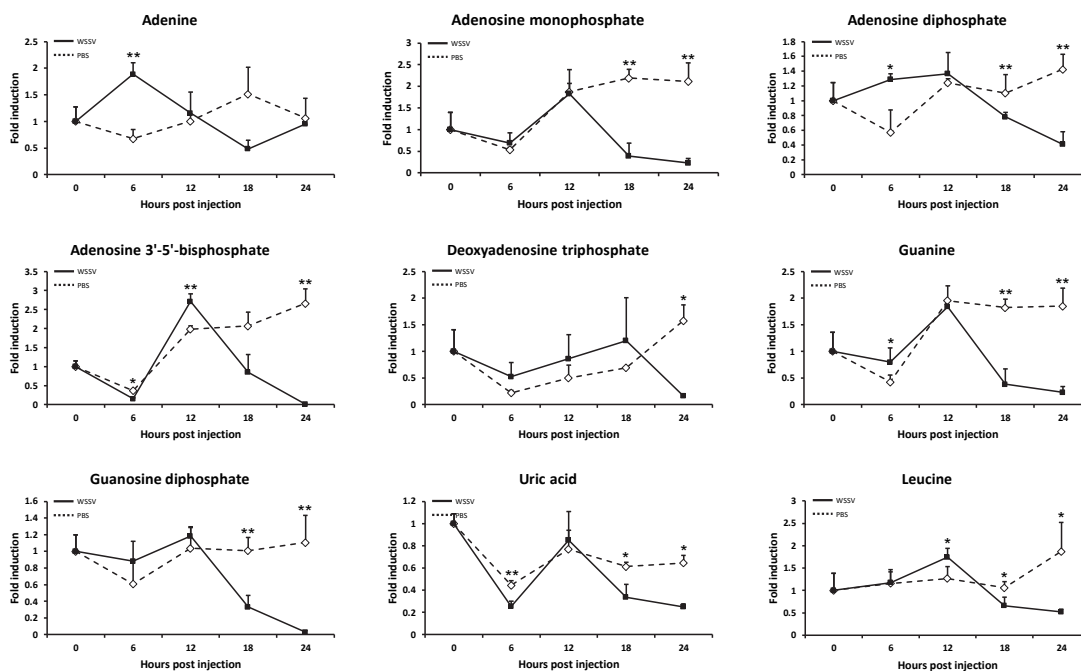 Adenine
WSSV
PBS
2.5
2
1.5
1
0.5
0
Fold induction
**
0 6 12 18 24
Hours post injection
Adenosine monophosphate
WSSV
PBS
3
2.5
2
1.5
1
0.5
0
Fold induction
** **
0 6 12 18 24
Hours post injection
Adenosine diphosphate
WSSV
PBS
1.8
1.6
1.4
1.2
1
0.8
0.6
0.4
0.2
0
Fold induction
* ** **
0 6 12 18 24
Hours post injection
Adenosine 3'-5'-bisphosphate
WSSV
PBS
3.5
3
2.5
2
1.5
1
0.5
0
Fold induction
* ** **
0 6 12 18 24
Hours post injection
Deoxyadenosine triphosphate
WSSV
PBS
2.5
2
1.5
1
0.5
0
Fold induction
*
0 6 12 18 24
Hours post injection
Guanine
WSSV
PBS
2.5
2
1.5
1
0.5
0
Fold induction
* ** **
0 6 12 18 24
Hours post injection
Guanosine diphosphate
WSSV
PBS
1.6
1.4
1.2
1
0.8
0.6
0.4
0.2
0
Fold induction
** **
0 6 12 18 24
Hours post injection
Uric acid
WSSV
PBS
1.2
1
0.8
0.6
0.4
0.2
0
Fold induction
** * *
0 6 12 18 24
Hours post injection
Leucine
WSSV
PBS
3
2.5
2
1.5
1
0.5
0
Fold induction
* * *
0 6 12 18 24
Hours post injection